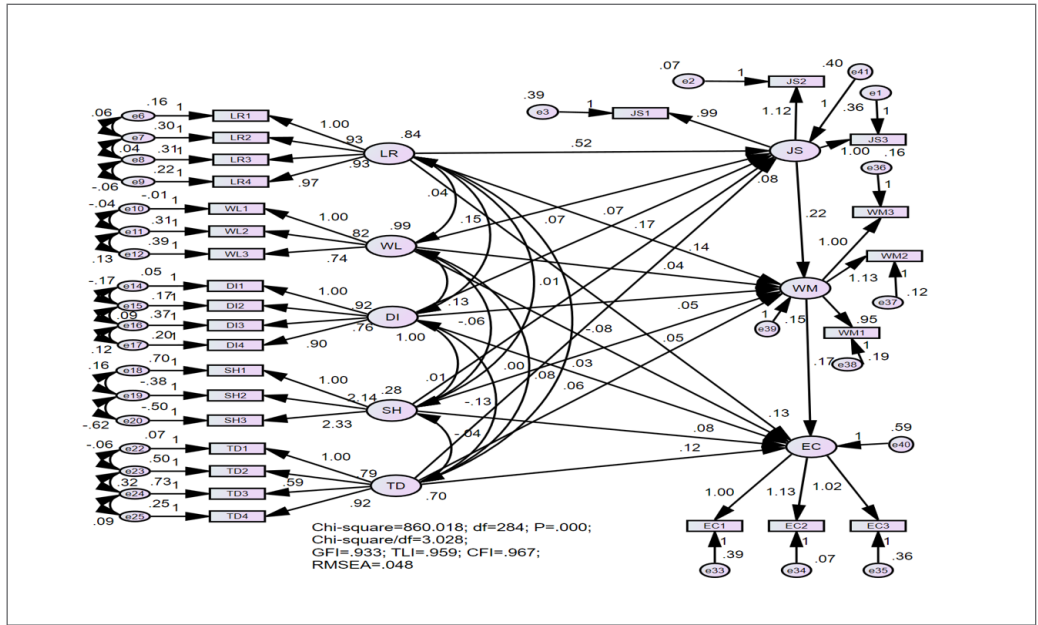 .40
e41
.07
e2
1
JS2
.39
e3
1
JS1
.99
1.12
1
.36
e1
1
JS3
1.00
.16
JS
e36
1
WM3
.06
.16
e6
1
LR1
1.00
.30
e7
1
LR2
.93
.84
.04
.31
e8
1
LR3
.93
LR
.52
.22
e9
1
LR4
.97
-.06
.08
.04
.07
.07
.17
.15
.22
-.04
-.01
e10
1
WL1
1.00
.31
e11
1
WL2
.82
.99
WL
.39
e12
1
WL3
.74
.13
.14
.04
.01
1.00
WM2
1.13
1
e37
.12
WM
-.17
.05
e14
1
DI1
1.00
.17
e15
1
DI2
.92
DI
.09
.37
e16
1
DI3
.76
1.00
.20
e17
1
DI4
.90
.12
.13
-.06
.05
-.08
.05
1
e39
.15
.95
WM1
1
e38
.19
.17
.16
.70
e18
1
SH1
1.00
-.38
e19
1
SH2
2.14
.28
SH
-.50
e20
1
SH3
2.33
-.62
.01
.00
.03
.08
.06
-.13
-.04
.08
.13
.12
-.06
.07
e22
1
TD1
1.00
.50
e23
1
TD2
.79
TD
.32
.73
e24
1
TD3
.59
.70
.25
e25
1
TD4
.92
.09
EC
1
e40
.59
1.00
1.13
1.02
EC1
EC2
EC3
1
1
1
e33
.39
e34
.07
e35
.36
Chi-square=860.018; df=284; P=.000;
Chi-square/df=3.028;
GFI=.933; TLI=.959; CFI=.967;
RMSEA=.048